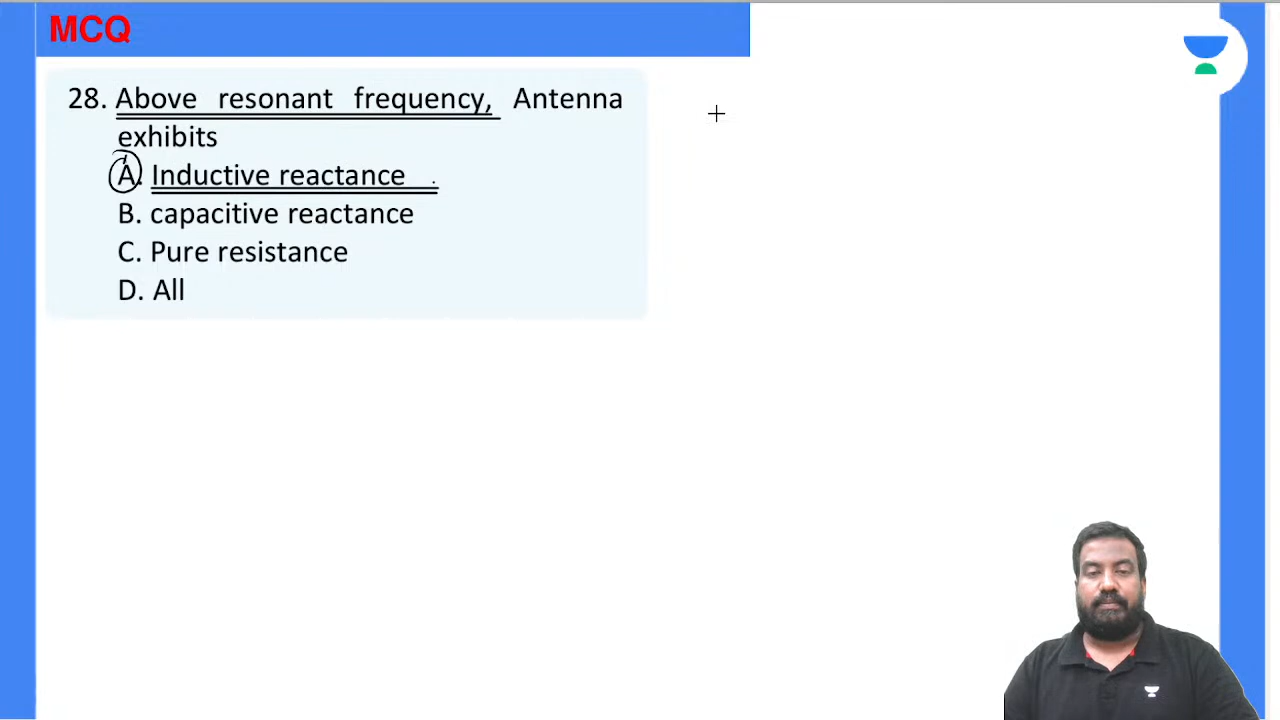 MCQ
28. Above resonant frequency, Antenna
exhibits
A. Inductive reactance
B. capacitive reactance
C. Pure resistance
D. All